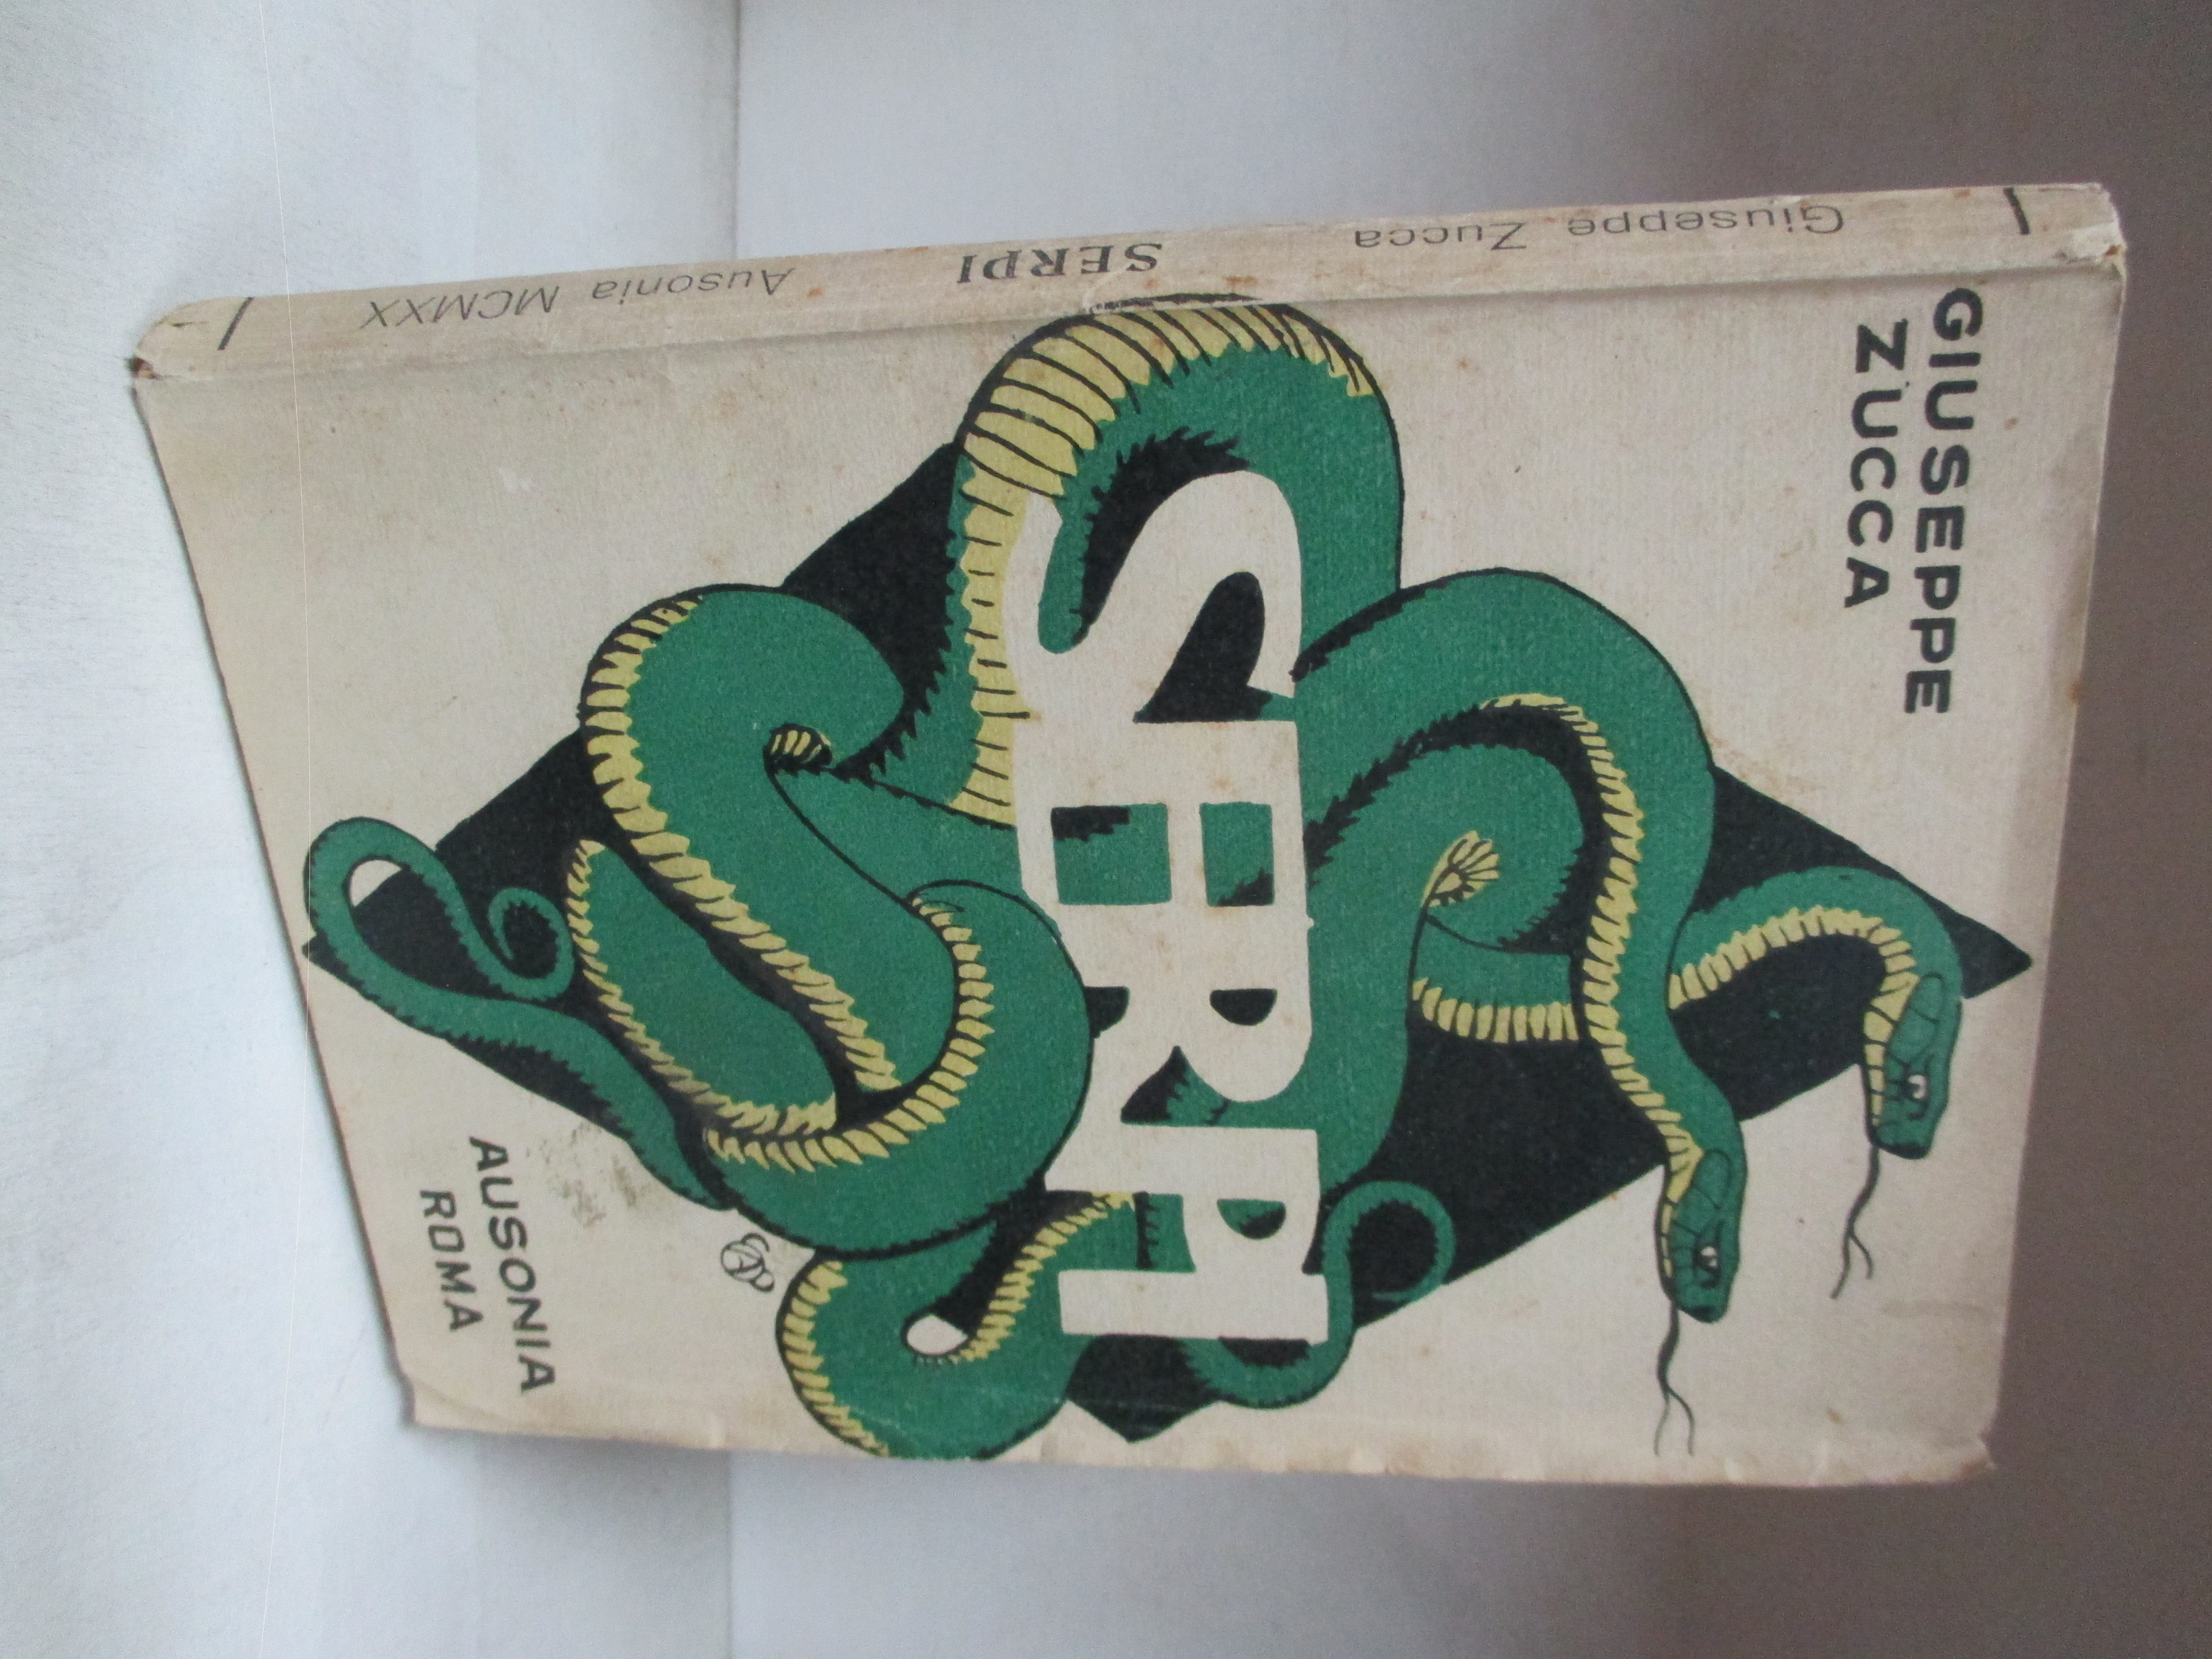 GIUSEPPE
ZUCCA
SERPI
AUSONIA
ROMA
Giuseppe Zucca SERPI Ausonia MCMXX